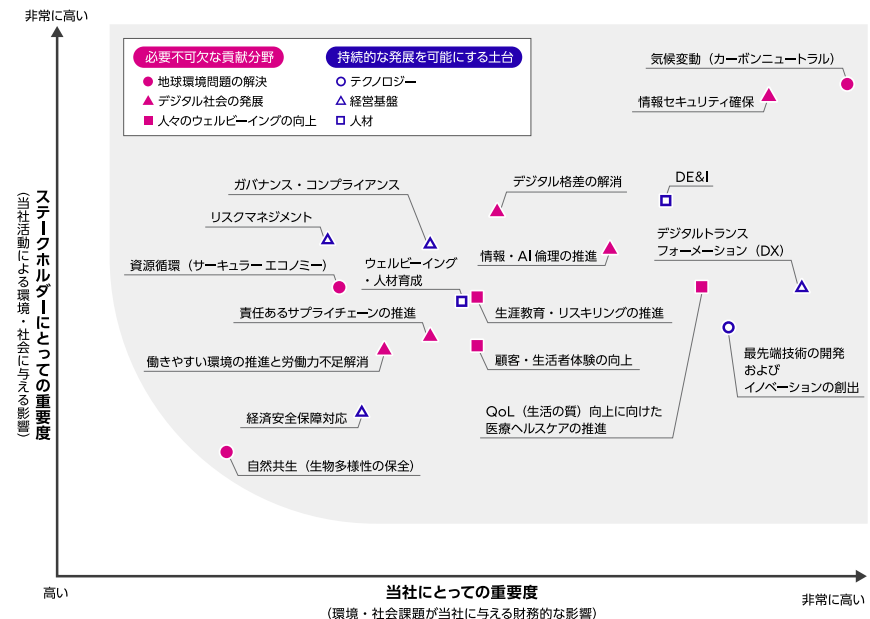 非常に高い
必要不可欠な貢献分野
地球環境問題の解決
デジタル社会の発展
人々のウェルビーイングの向上
持続的な発展を可能にする土台
テクノロジー
経営基盤
人材
気候変動（カーボンニュートラル）
情報セキュリティ確保
ガバナンス・コンプライアンス
デジタル格差の解消
DE&I
リスクマネジメント
デジタルトランス
フォーメーション（DX）
資源循環（サーキュラーエコノミー）
ウェルビーイング
・人材育成
情報・AI倫理の推進
責任あるサプライチェーンの推進
生涯教育・リスキリングの推進
働きやすい環境の推進と労働力不足解消
顧客・生活者体験の向上
最先端技術の開発
および
イノベーションの創出
経済安全保障対応
QoL（生活の質）向上に向けた
医療ヘルスケアの推進
自然共生（生物多様性の保全）
ステークホルダーにとっての重要度
（当社活動による環境・社会に与える影響）
高い
当社にとっての重要度
（環境・社会課題が当社に与える財務的な影響）
非常に高い